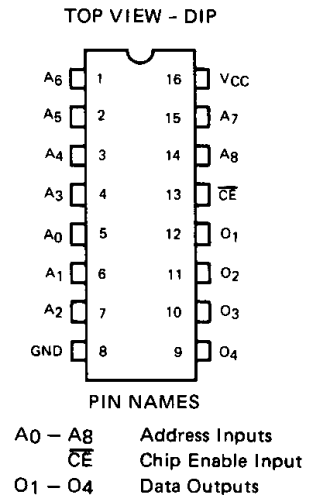 TOP VIEW – DIP
A6 1 16 VCC
A5 2 15 A7
A4 3 14 A8
A3 4 13 C̅E̅
A0 5 12 O1
A1 6 11 O2
A2 7 10 O3
GND 8 9 O4
PIN NAMES
A0 – A8 Address Inputs
C̅E̅ Chip Enable Input
O1 – O4 Data Outputs